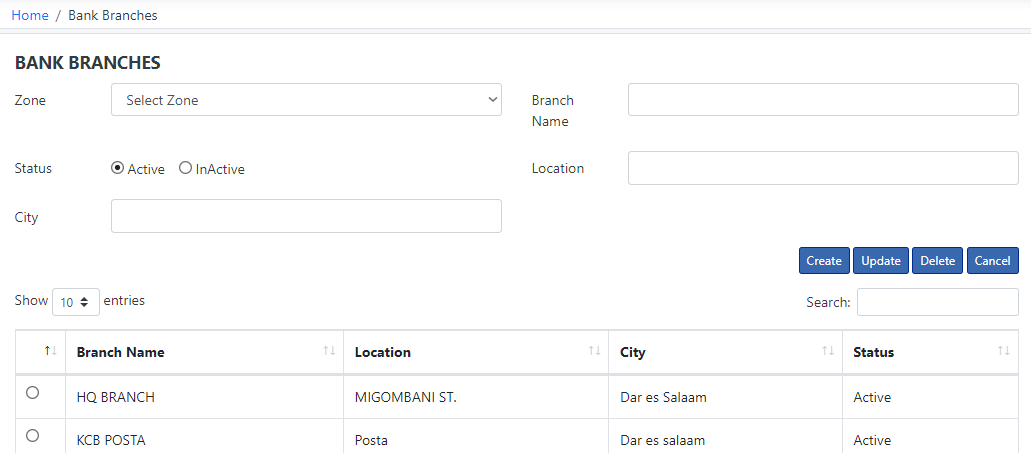 Home / Bank Branches
BANK BRANCHES
Zone
Select Zone
Branch
Name
Status
Active
InActive
Location
City
Create
Update
Delete
Cancel
Show 10 entries
Search:
Branch Name
Location
City
Status
HQ BRANCH
MIGOMBANI ST.
Dar es Salaam
Active
KCB POSTA
Posta
Dar es salaam
Active